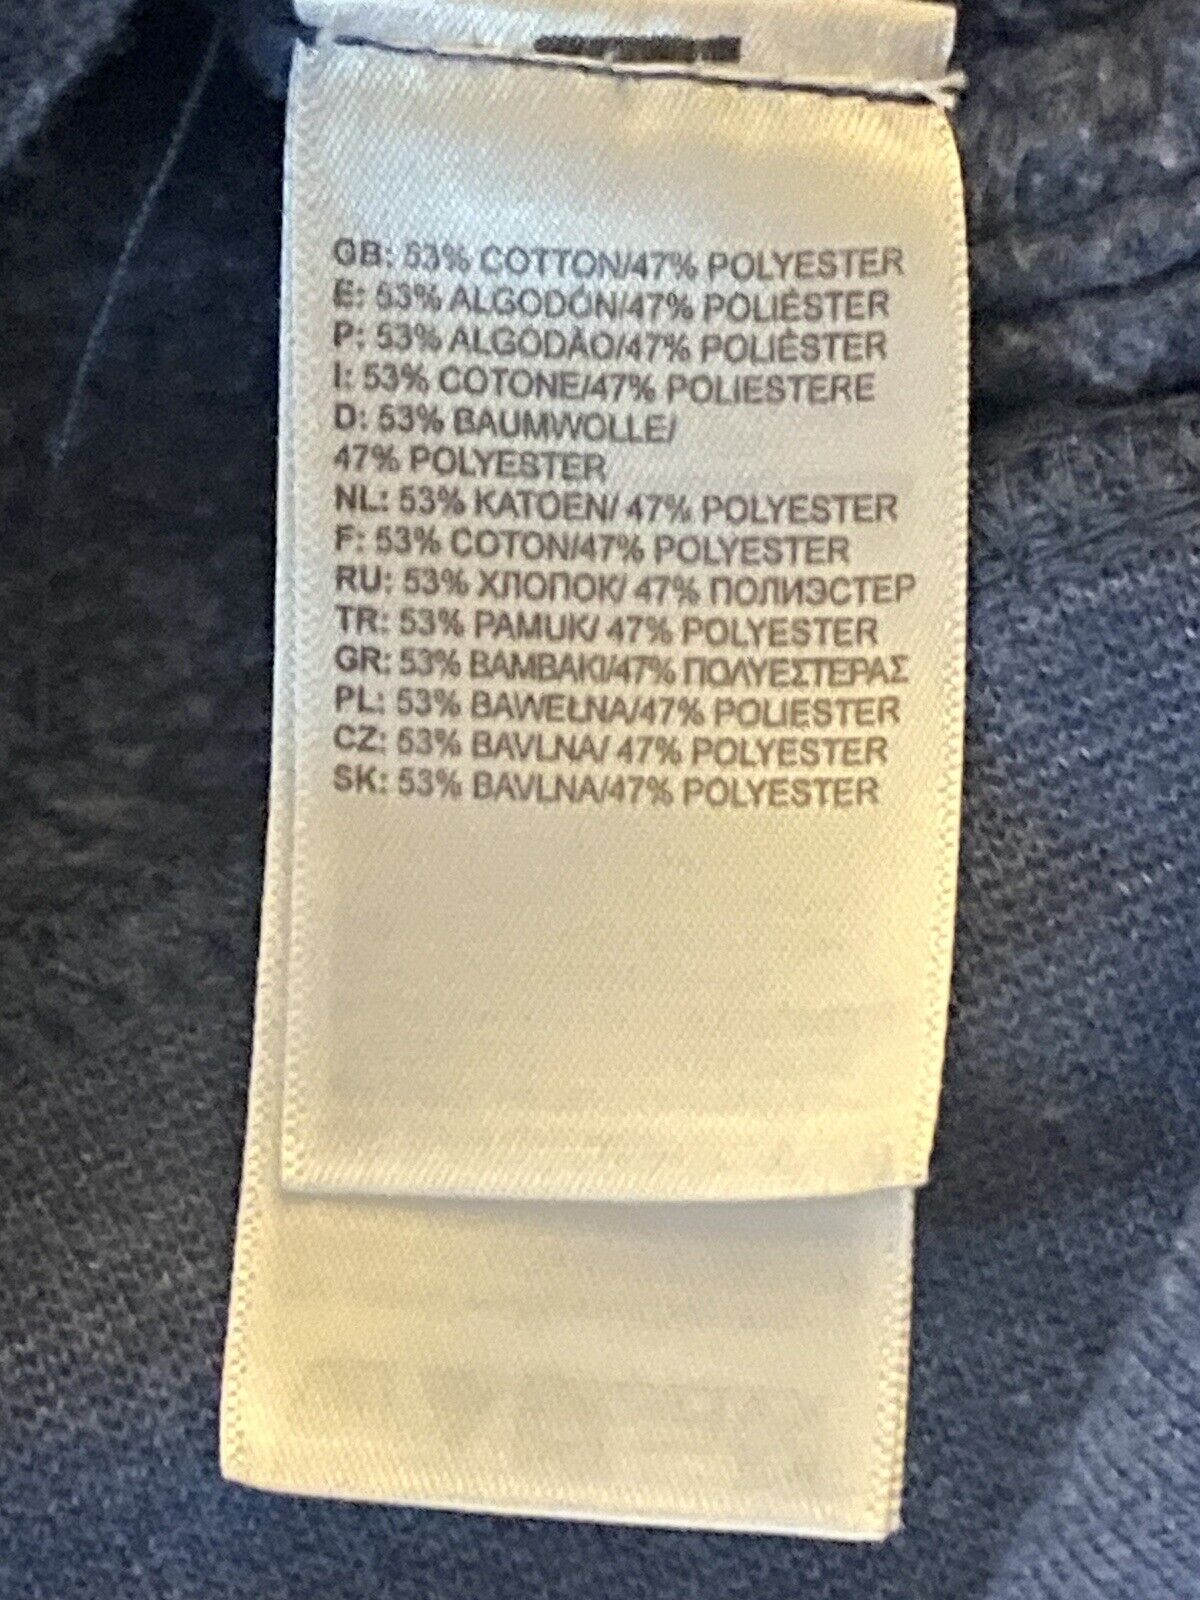 GB: 53% COTTON/47% POLYESTER
E: 53% ALGODÓN/47% POLIÉSTER
P: 53% ALGODÃO/47% POLIÉSTER
I: 53% COTONE/47% POLIESTERE
D: 53% BAUMWOLLE/
47% POLYESTER
NL: 53% KATOEN/ 47% POLYESTER
F: 53% COTON/47% POLYESTER
RU: 53% ХЛОПОК/ 47% ПОЛИЭСТЕР
TR: 53% PAMUK/ 47% POLYESTER
GR: 53% ΒΑΜΒΑΚΙ/47% ΠΟΛΥΕΣΤΕΡΑΣ
PL: 53% BAWEŁNA/47% POLIESTER
CZ: 53% BAVLNA/ 47% POLYESTER
SK: 53% BAVLNA/47% POLYESTER